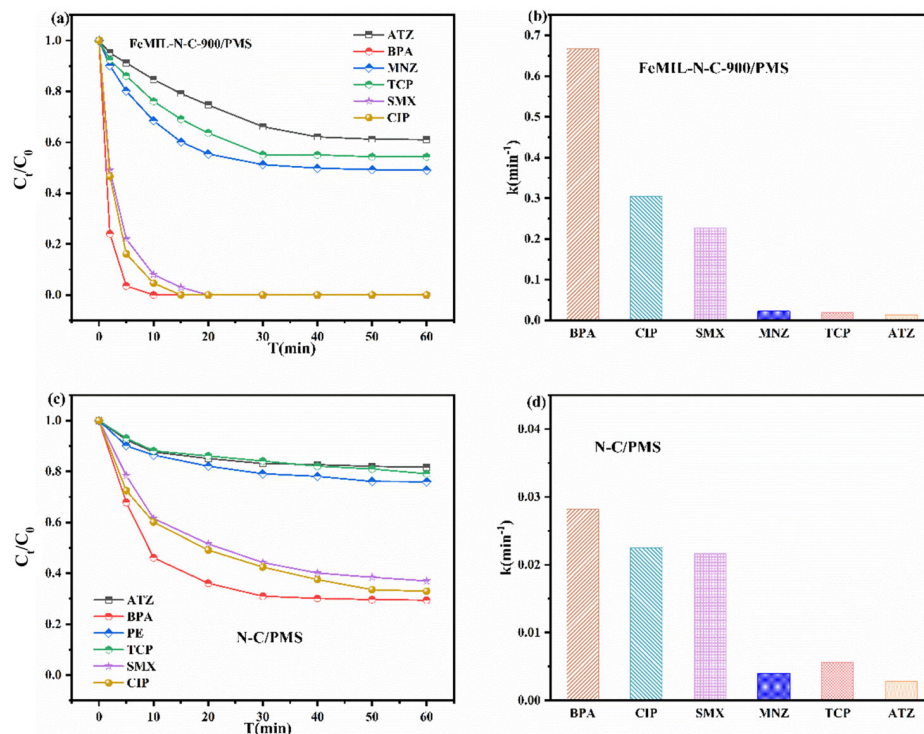 (a)
FeMIL-N-C-900/PMS
ATZ
BPA
MNZ
TCP
SMX
CIP
1.0
0.8
0.6
0.4
0.2
0.0
Cₜ/C₀
0 10 20 30 40 50 60
T(min)
(b)
FeMIL-N-C-900/PMS
0.7
0.6
0.5
0.4
0.3
0.2
0.1
0.0
k(min⁻¹)
BPA CIP SMX MNZ TCP ATZ
(c)
1.0
0.8
0.6
0.4
0.2
0.0
Cₜ/C₀
ATZ
BPA
PE
TCP
SMX
CIP
N-C/PMS
0 10 20 30 40 50 60
T(min)
(d)
N-C/PMS
0.04
0.03
0.02
0.01
0.00
k(min⁻¹)
BPA CIP SMX MNZ TCP ATZ